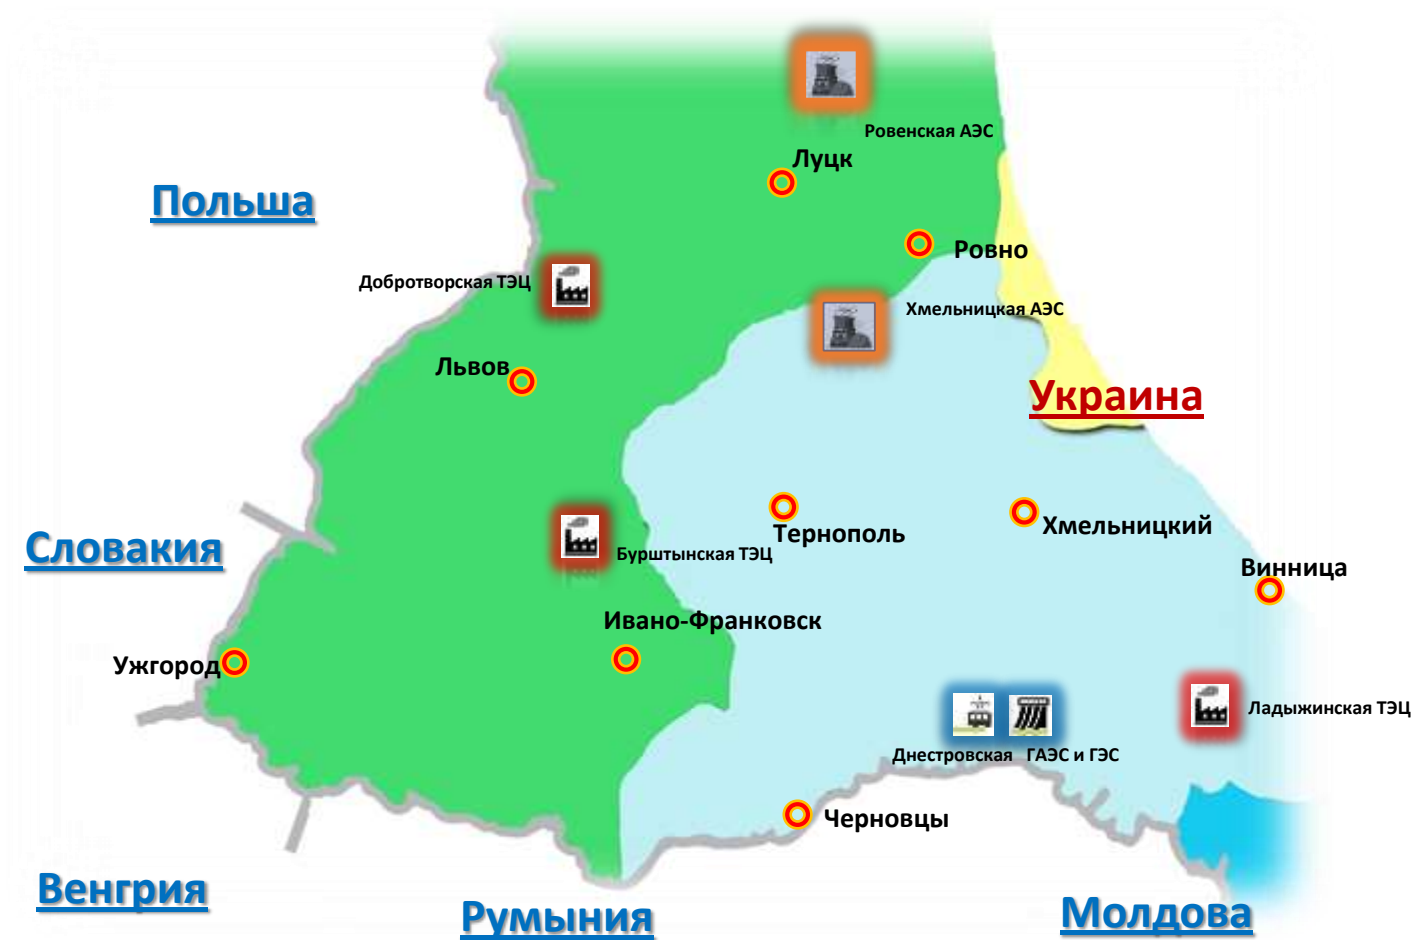 Ровенская АЭС
Луцк
Польша
Ровно
Добротворская ТЭЦ
Хмельницкая АЭС
Львов
Украина
Хмельницкий
Тернополь
Словакия
Бурштынская ТЭЦ
Винница
Ивано-Франковск
Ужгород
Ладыжинская ТЭЦ
Днестровская ГАЭС и ГЭС
Черновцы
Венгрия
Румыния
Молдова